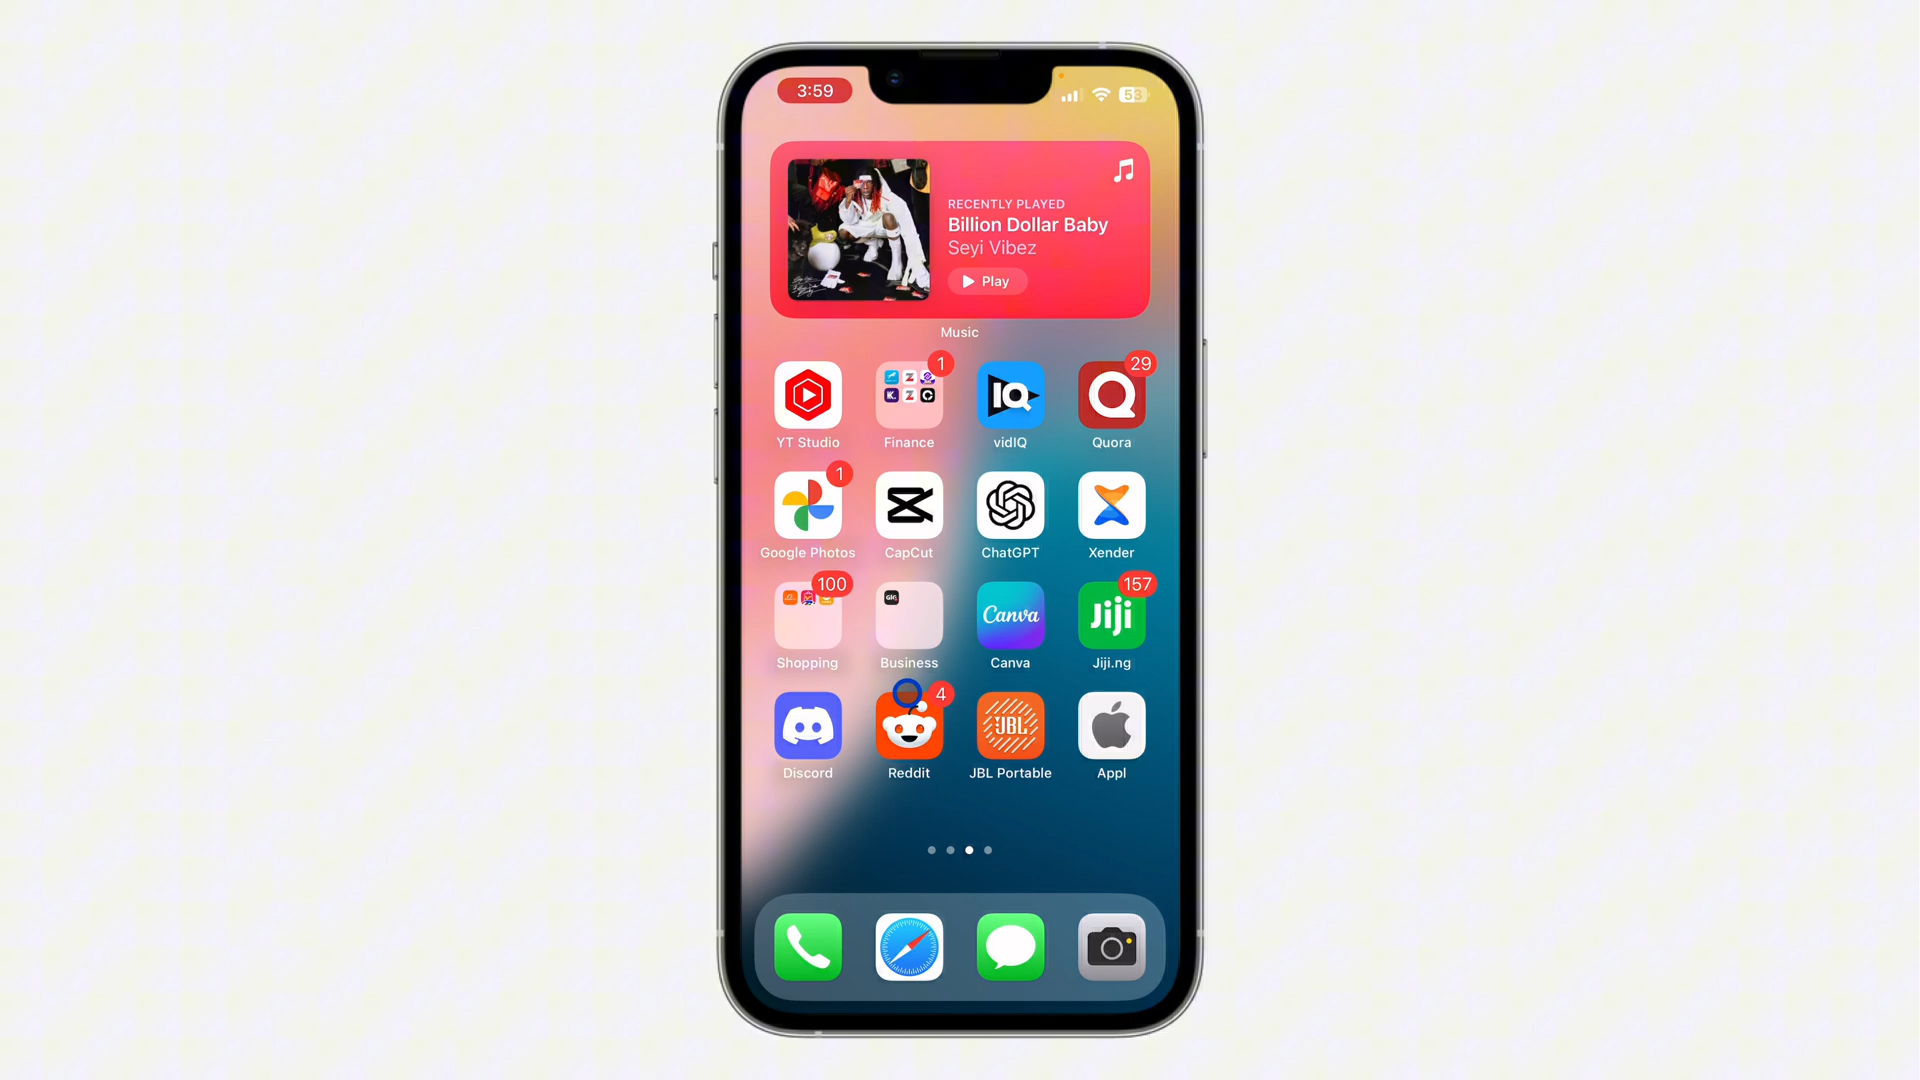 3:59
53
RECENTLY PLAYED
Billion Dollar Baby
Seyi Vibez
Play
Music
1
29
IQ
YT Studio
Finance
vidIQ
Quora
1
Google Photos
CapCut
ChatGPT
Xender
100
157
Canva
Jiji
Shopping
Business
Canva
Jiji.ng
4
JBL
Discord
Reddit
JBL Portable
Appl